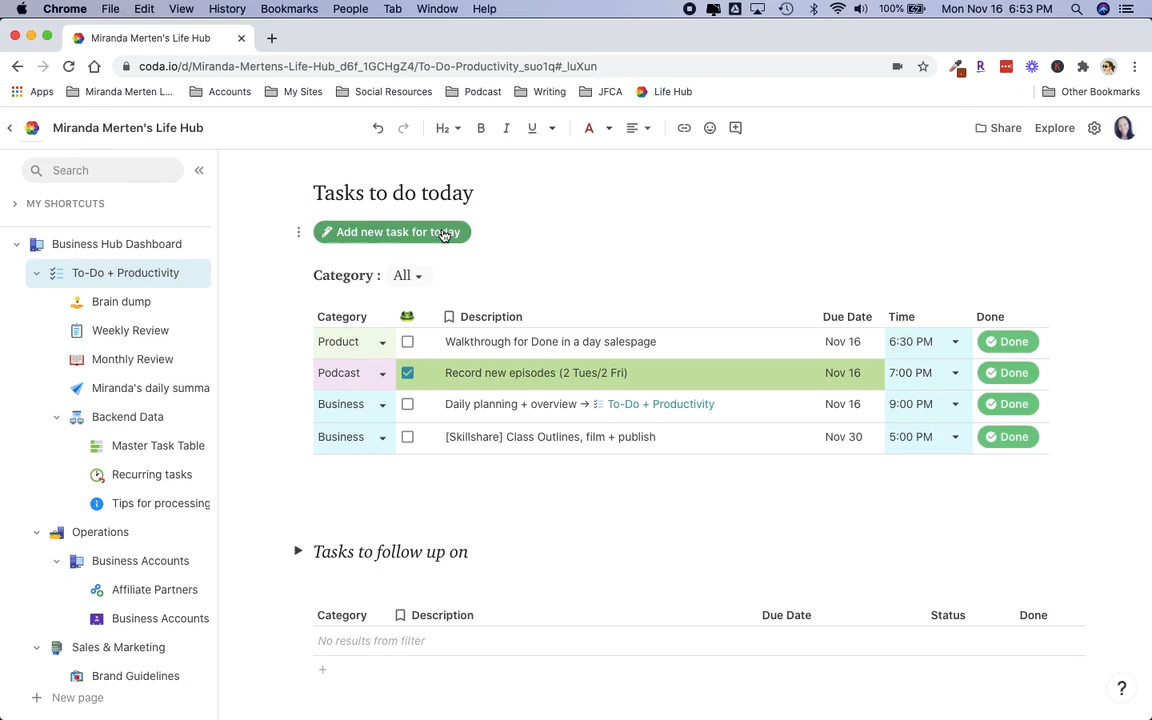 Chrome File Edit View History Bookmarks People Tab Window Help 100% Mon Nov 16 6:53 PM
Miranda Merten's Life Hub
coda.io/d/Miranda-Mertens-Life-Hub_d6f_1GCHgZ4/To-Do-Productivity_suo1q#_luXun
Apps Miranda Merten L... Accounts My Sites Social Resources Podcast Writing JFCA Life Hub Other Bookmarks
Miranda Merten's Life Hub H2 B I U A Share Explore
Search
MY SHORTCUTS
Business Hub Dashboard
To-Do + Productivity
Brain dump
Weekly Review
Monthly Review
Miranda's daily summa
Backend Data
Master Task Table
Recurring tasks
Tips for processing
Operations
Business Accounts
Affiliate Partners
Business Accounts
Sales & Marketing
Brand Guidelines
+ New page
Tasks to do today
Add new task for today
Category : All
Category Description Due Date Time Done
Product Walkthrough for Done in a day salespage Nov 16 6:30 PM Done
Podcast Record new episodes (2 Tues/2 Fri) Nov 16 7:00 PM Done
Business Daily planning + overview → To-Do + Productivity Nov 16 9:00 PM Done
Business [Skillshare] Class Outlines, film + publish Nov 30 5:00 PM Done
Tasks to follow up on
Category Description Due Date Status Done
No results from filter
+
?